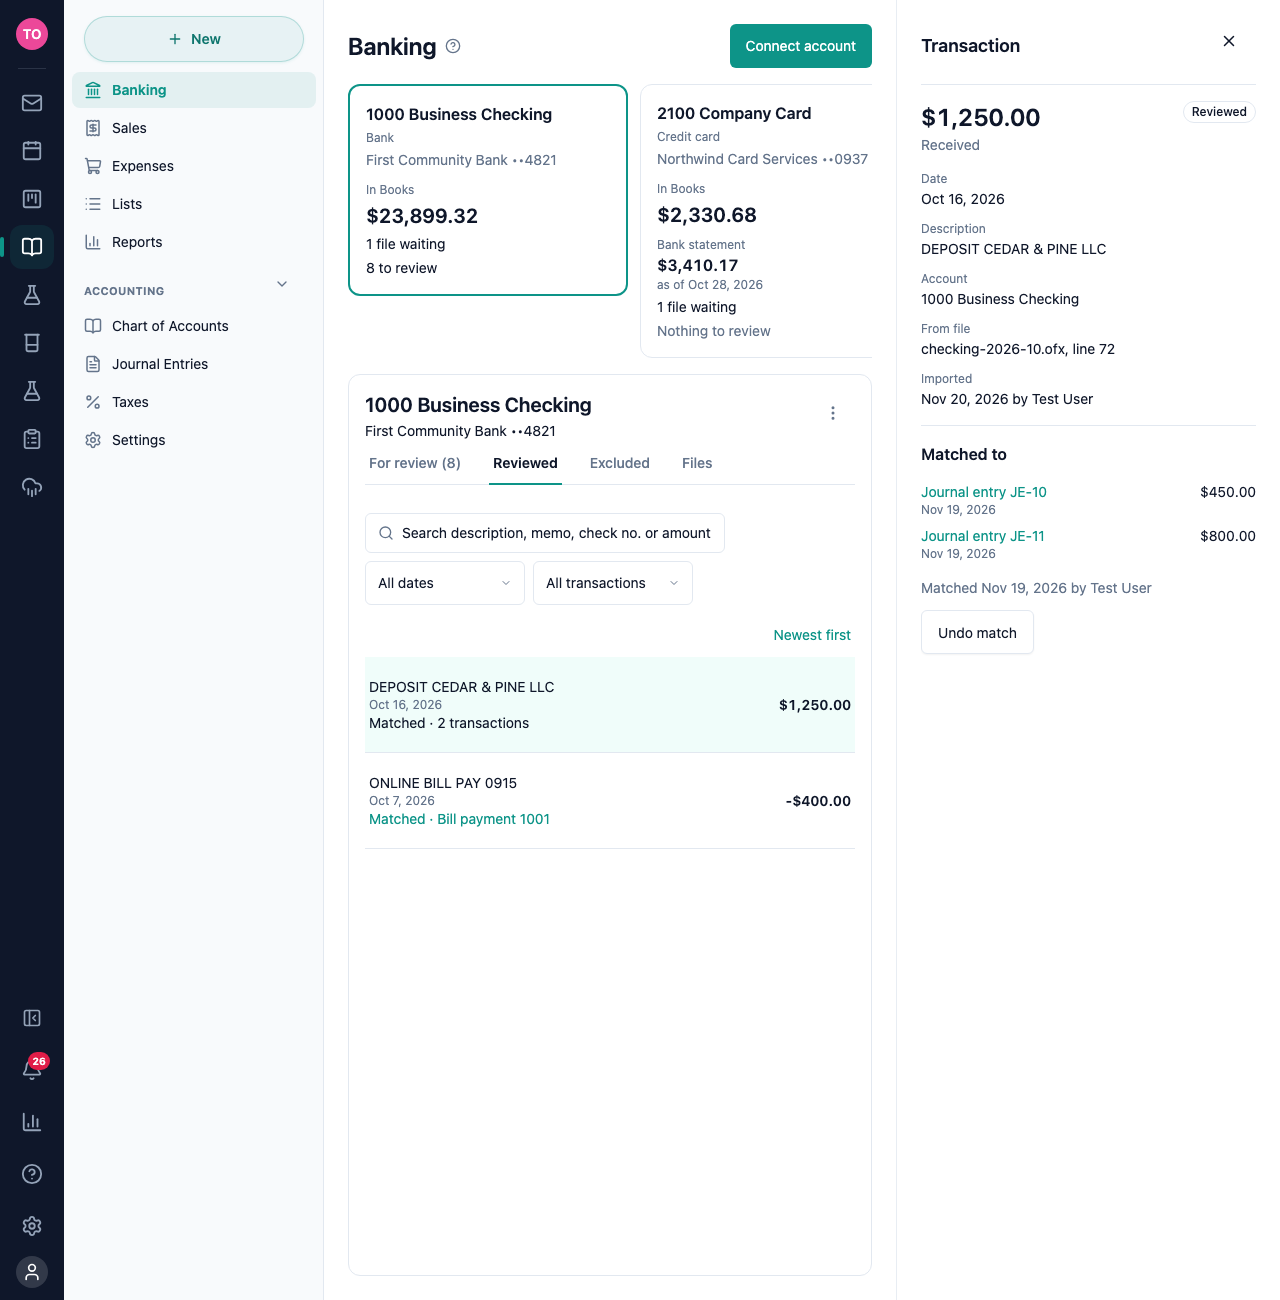 TO
26
New
Banking
Sales
Expenses
Lists
Reports
ACCOUNTING
Chart of Accounts
Journal Entries
Taxes
Settings
Banking
Connect account
1000 Business Checking
Bank
First Community Bank ••4821
In Books
$23,899.32
1 file waiting
8 to review
2100 Company Card
Credit card
Northwind Card Services ••0937
In Books
$2,330.68
Bank statement
$3,410.17
as of Oct 28, 2026
1 file waiting
Nothing to review
1000 Business Checking
First Community Bank ••4821
For review (8) Reviewed Excluded Files
Search description, memo, check no. or amount
All dates All transactions
Newest first
DEPOSIT CEDAR & PINE LLC
Oct 16, 2026
Matched · 2 transactions
$1,250.00
ONLINE BILL PAY 0915
Oct 7, 2026
Matched · Bill payment 1001
-$400.00
Transaction
$1,250.00
Reviewed
Received
Date
Oct 16, 2026
Description
DEPOSIT CEDAR & PINE LLC
Account
1000 Business Checking
From file
checking-2026-10.ofx, line 72
Imported
Nov 20, 2026 by Test User
Matched to
Journal entry JE-10 $450.00
Nov 19, 2026
Journal entry JE-11 $800.00
Nov 19, 2026
Matched Nov 19, 2026 by Test User
Undo match